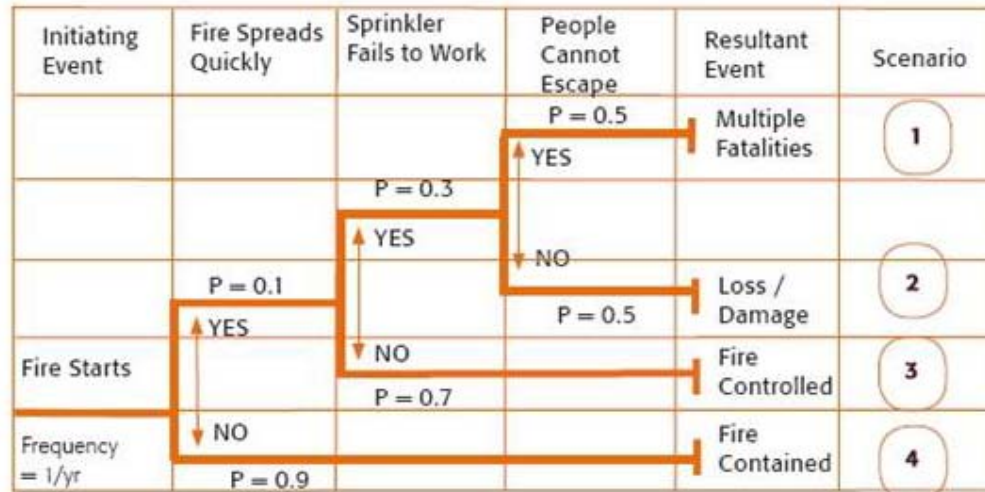 Initiating
Event
Fire Spreads
Quickly
Sprinkler
Fails to Work
People
Cannot
Escape
Resultant
Event
Scenario
P = 0.5
Multiple
Fatalities
1
YES
P = 0.3
YES
NO
P = 0.1
Loss /
Damage
2
P = 0.5
YES
Fire Starts
NO
Fire
Controlled
3
P = 0.7
NO
Fire
Contained
4
Frequency
= 1/yr
P = 0.9